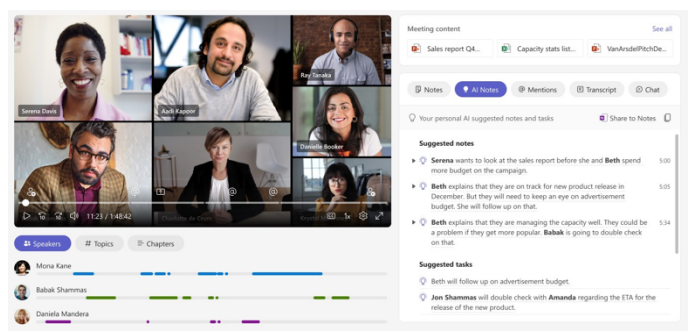 Serena Davis
Aadi Kapoor
Ray Tanaka
Danielle Booker
Charlotte de Crum
Krystal M
11:23 / 1:48:42
1x
Speakers
# Topics
Chapters
Mona Kane
Babak Shammas
Daniela Mandera
Meeting content
See all
Sales report Q4...
Capacity stats list...
VanArsdelPitchDe...
Notes
AI Notes
Mentions
Transcript
Chat
Your personal AI suggested notes and tasks
Share to Notes
Suggested notes
Serena wants to look at the sales report before she and Beth spend
more budget on the campaign.
5:00
Beth explains that they are on track for new product release in
December. But they will need to keep an eye on advertisement
budget. She will follow up on that.
5:05
Beth explains that they are managing the capacity well. They could be
a problem if they get more popular. Babak is going to double check
on that.
5:34
Suggested tasks
Beth will follow up on advertisement budget.
Jon Shammas will double check with Amanda regarding the ETA for the
release of the new product.